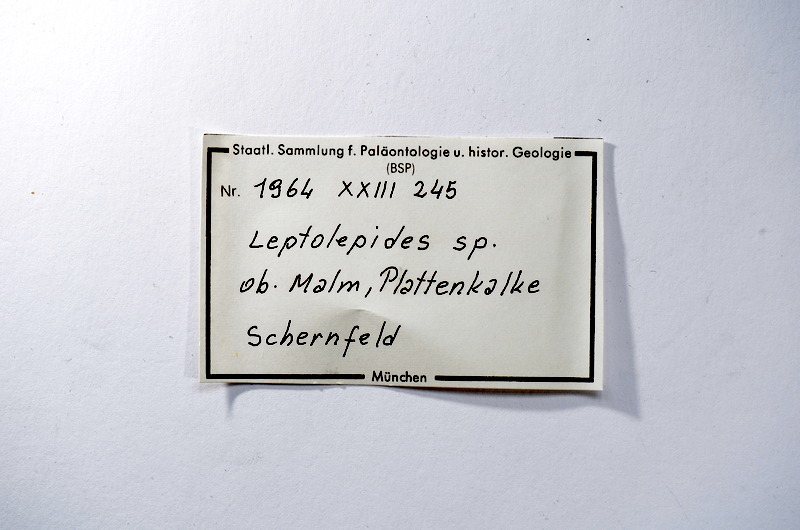 Staatl. Sammlung f. Paläontologie u. histor. Geologie
(BSP)
Nr. 1964 XXIII 245
Leptolepides sp.
ob. Malm, Plattenkalke
Schernfeld
München